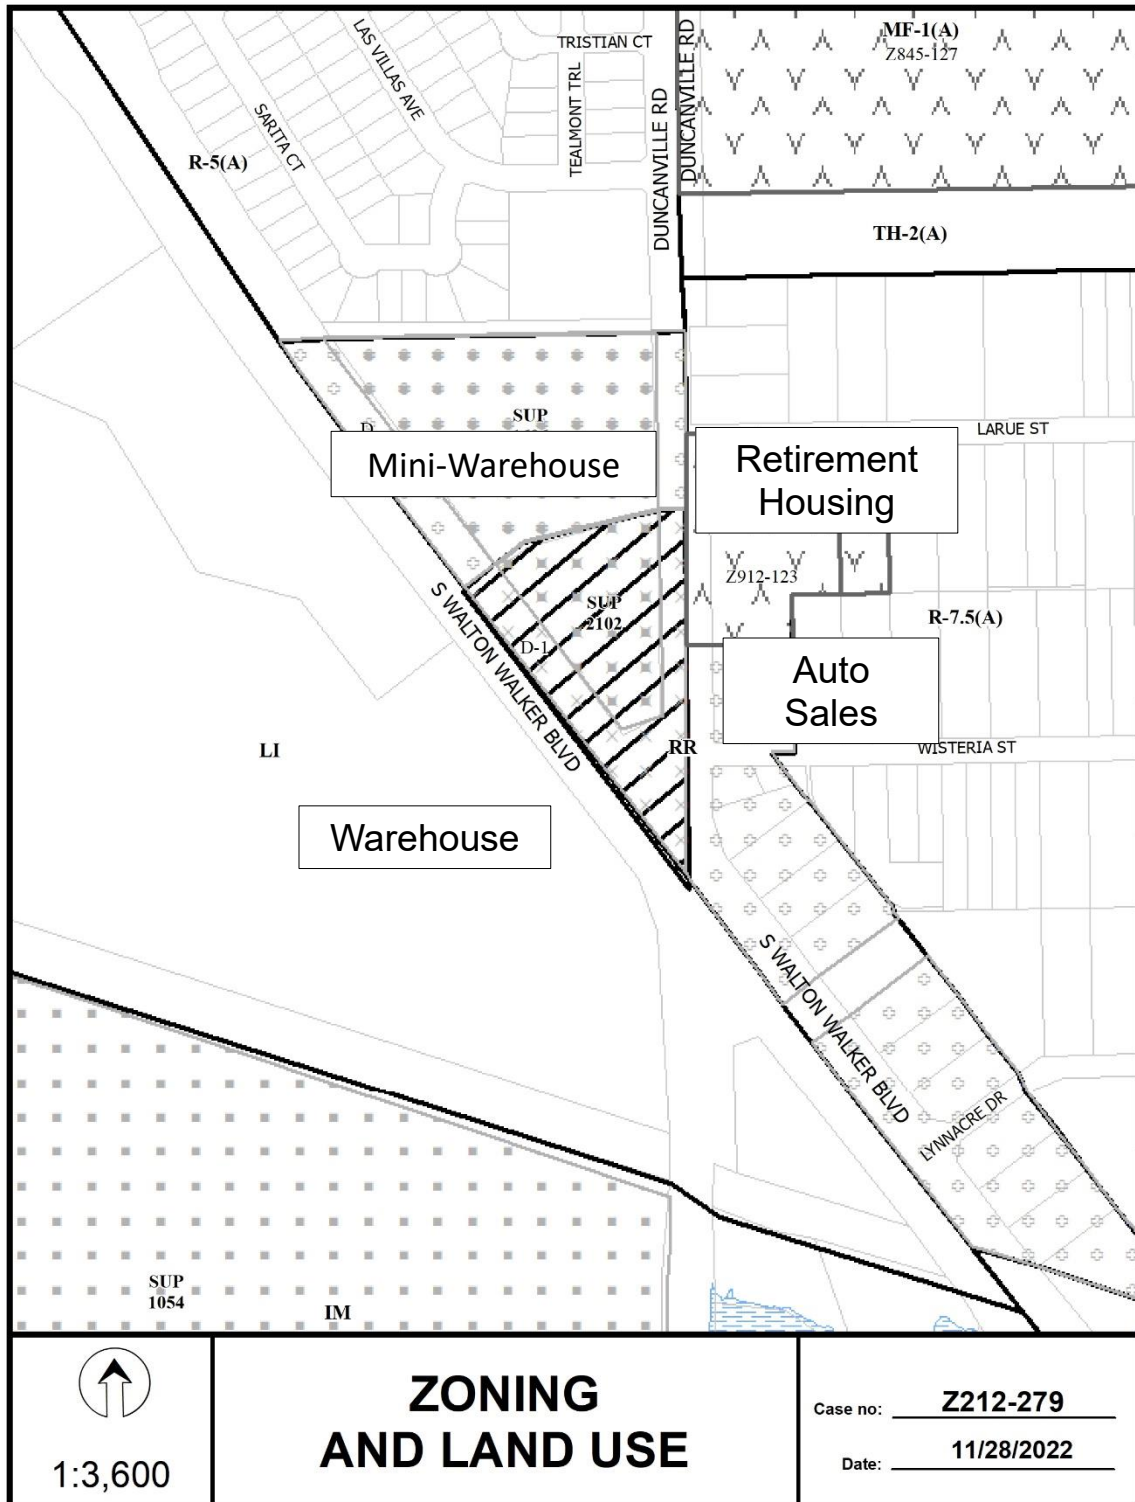 MF-1(A)
Z845-127
TRISTIAN CT
LAS VILLAS AVE
TEALMONT TRL
DUNCANVILLE RD
DUNCANVILLE RD
SARITA CT
R-5(A)
TH-2(A)
SUP
D
Mini-Warehouse
Retirement
Housing
LARUE ST
Z912-123
SUP
2102
R-7.5(A)
D-1
S WALTON WALKER BLVD
Auto
Sales
LI
RR
WISTERIA ST
Warehouse
S WALTON WALKER BLVD
LYNNACRE DR
SUP
1054
IM
1:3,600
ZONING
AND LAND USE
Case no: Z212-279
Date: 11/28/2022